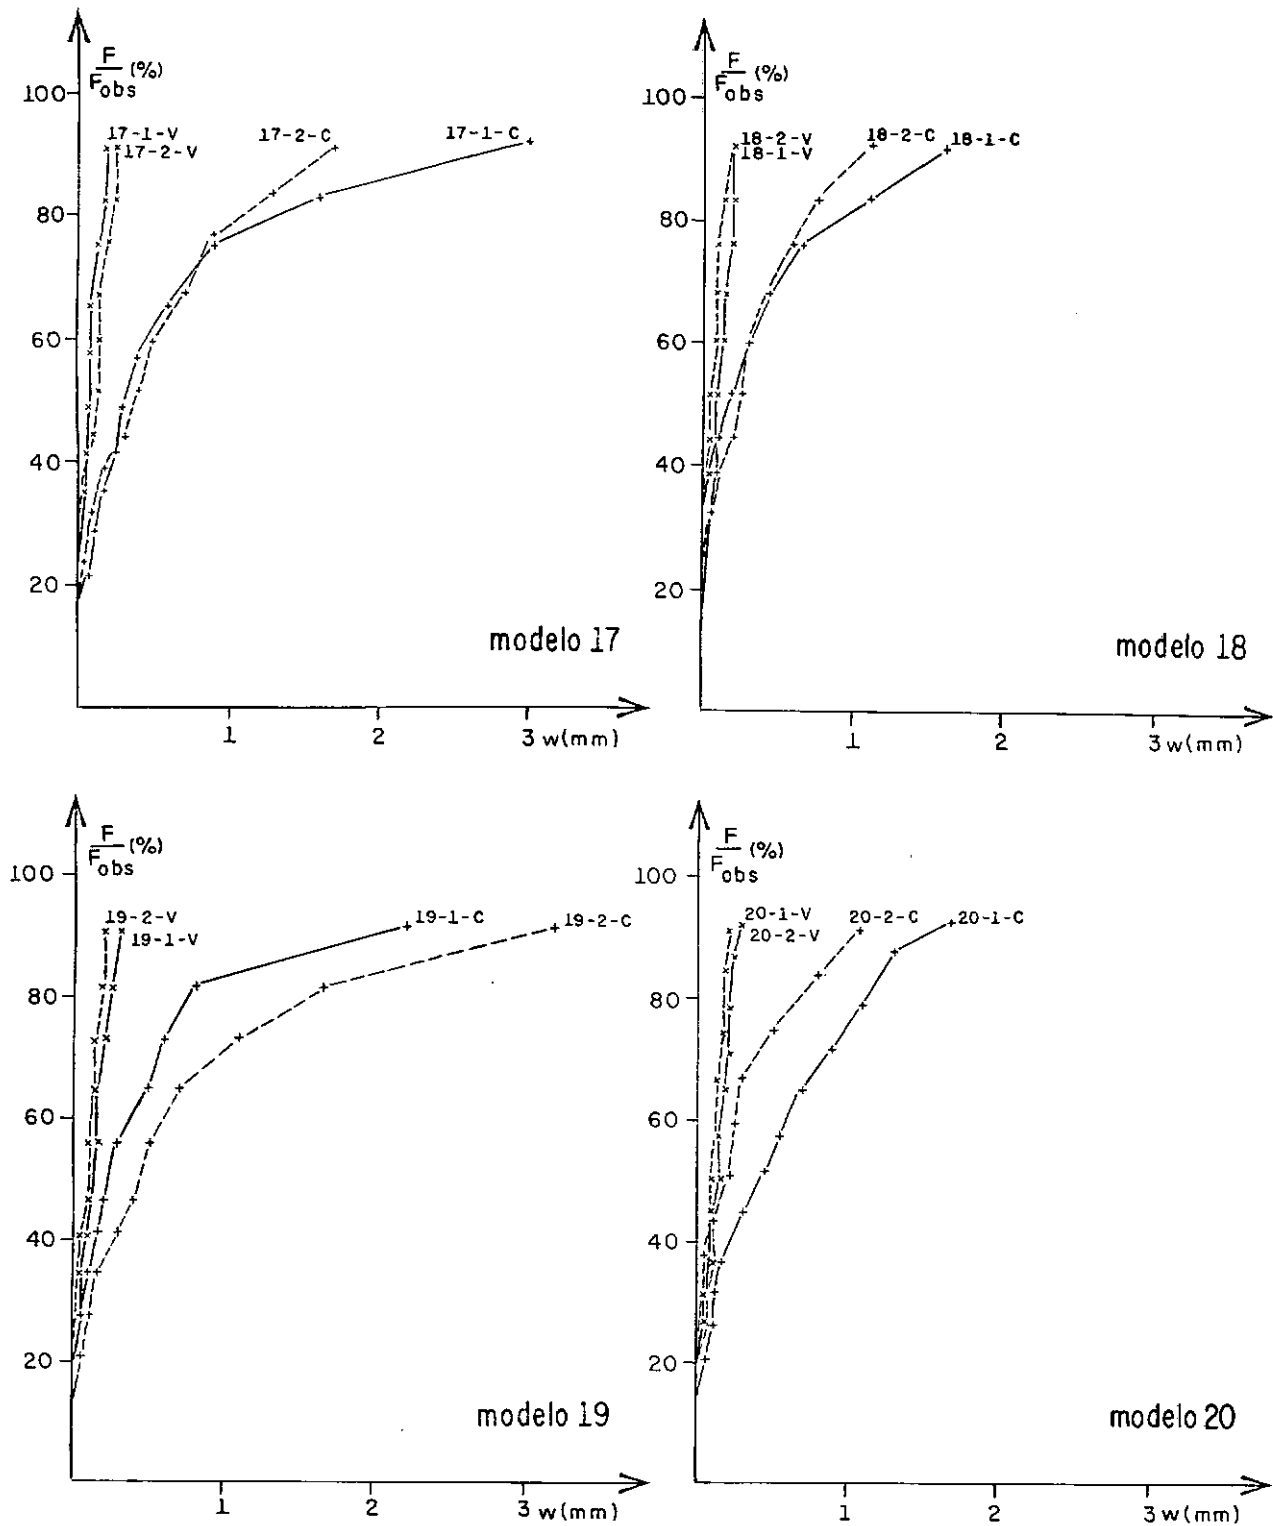 F/Fobs (%)
100
17-1-V
17-2-V
17-2-C
17-1-C
80
60
40
20
modelo 17
1
2
3 w(mm)
F/Fobs (%)
100
18-2-V
18-1-V
18-2-C
18-1-C
80
60
40
20
modelo 18
1
2
3 w(mm)
F/Fobs (%)
100
19-2-V
19-1-V
19-1-C
19-2-C
80
60
40
20
modelo 19
1
2
3 w(mm)
F/Fobs (%)
100
20-1-V
20-2-V
20-2-C
20-1-C
80
60
40
20
modelo 20
1
2
3 w(mm)